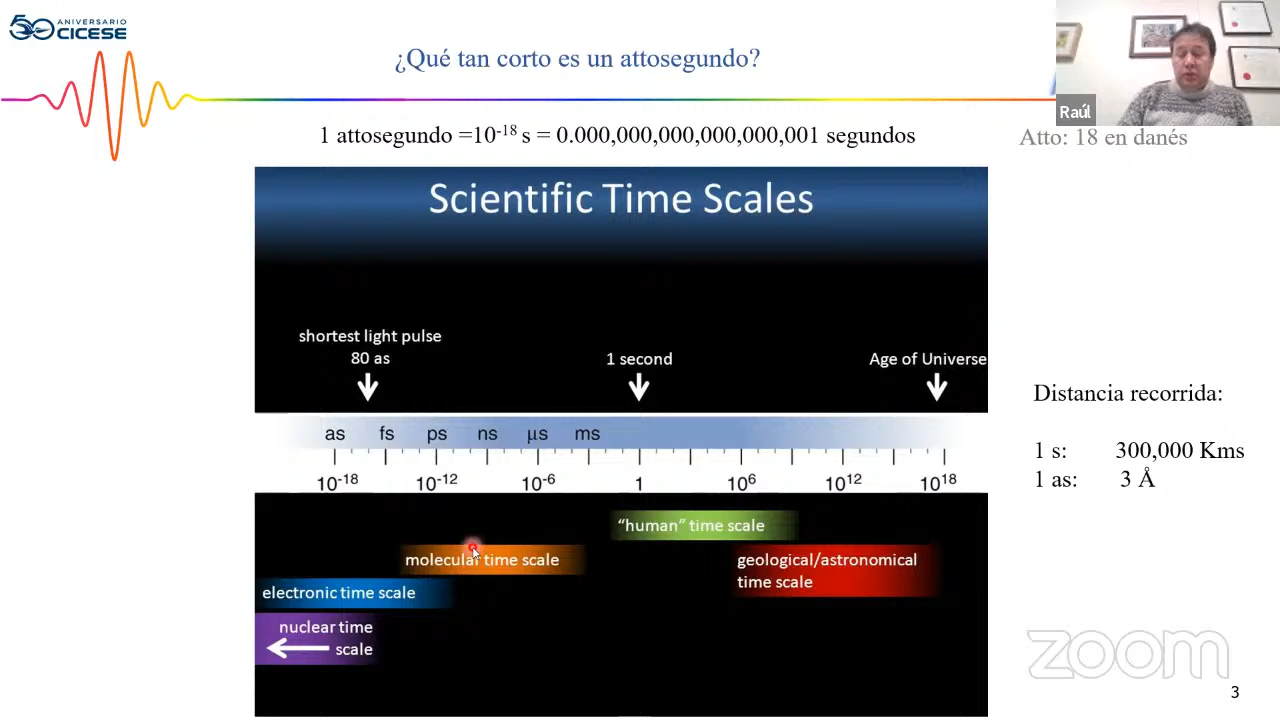 50 ANIVERSARIO
CICESE
¿Qué tan corto es un attosegundo?
Raúl
1 attosegundo =10-18 s = 0.000,000,000,000,000,001 segundos
Atto: 18 en danés
Scientific Time Scales
shortest light pulse
80 as
1 second
Age of Universe
as fs ps ns µs ms
10-18 10-12 10-6 1 106 1012 1018
Distancia recorrida:
1 s: 300,000 Kms
1 as: 3 Å
“human” time scale
molecular time scale
geological/astronomical
time scale
electronic time scale
nuclear time
scale
zoom
3